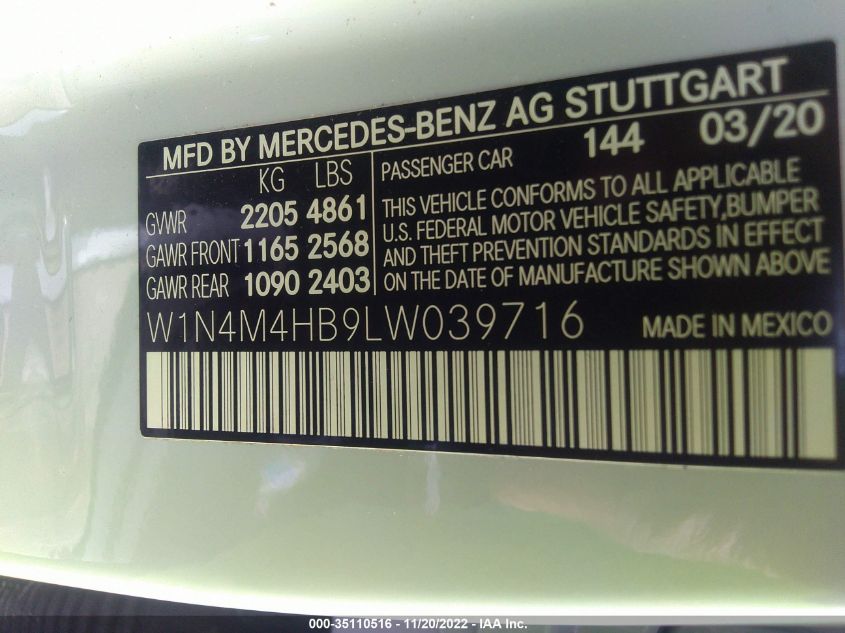 MFD BY MERCEDES-BENZ AG STUTTGART
KG LBS
GVWR 2205 4861
GAWR FRONT 1165 2568
GAWR REAR 1090 2403
PASSENGER CAR 144 03/20
THIS VEHICLE CONFORMS TO ALL APPLICABLE
U.S. FEDERAL MOTOR VEHICLE SAFETY,BUMPER
AND THEFT PREVENTION STANDARDS IN EFFECT
ON THE DATE OF MANUFACTURE SHOWN ABOVE
W1N4M4HB9LW039716 MADE IN MEXICO
000-35110516 - 11/20/2022 - IAA Inc.